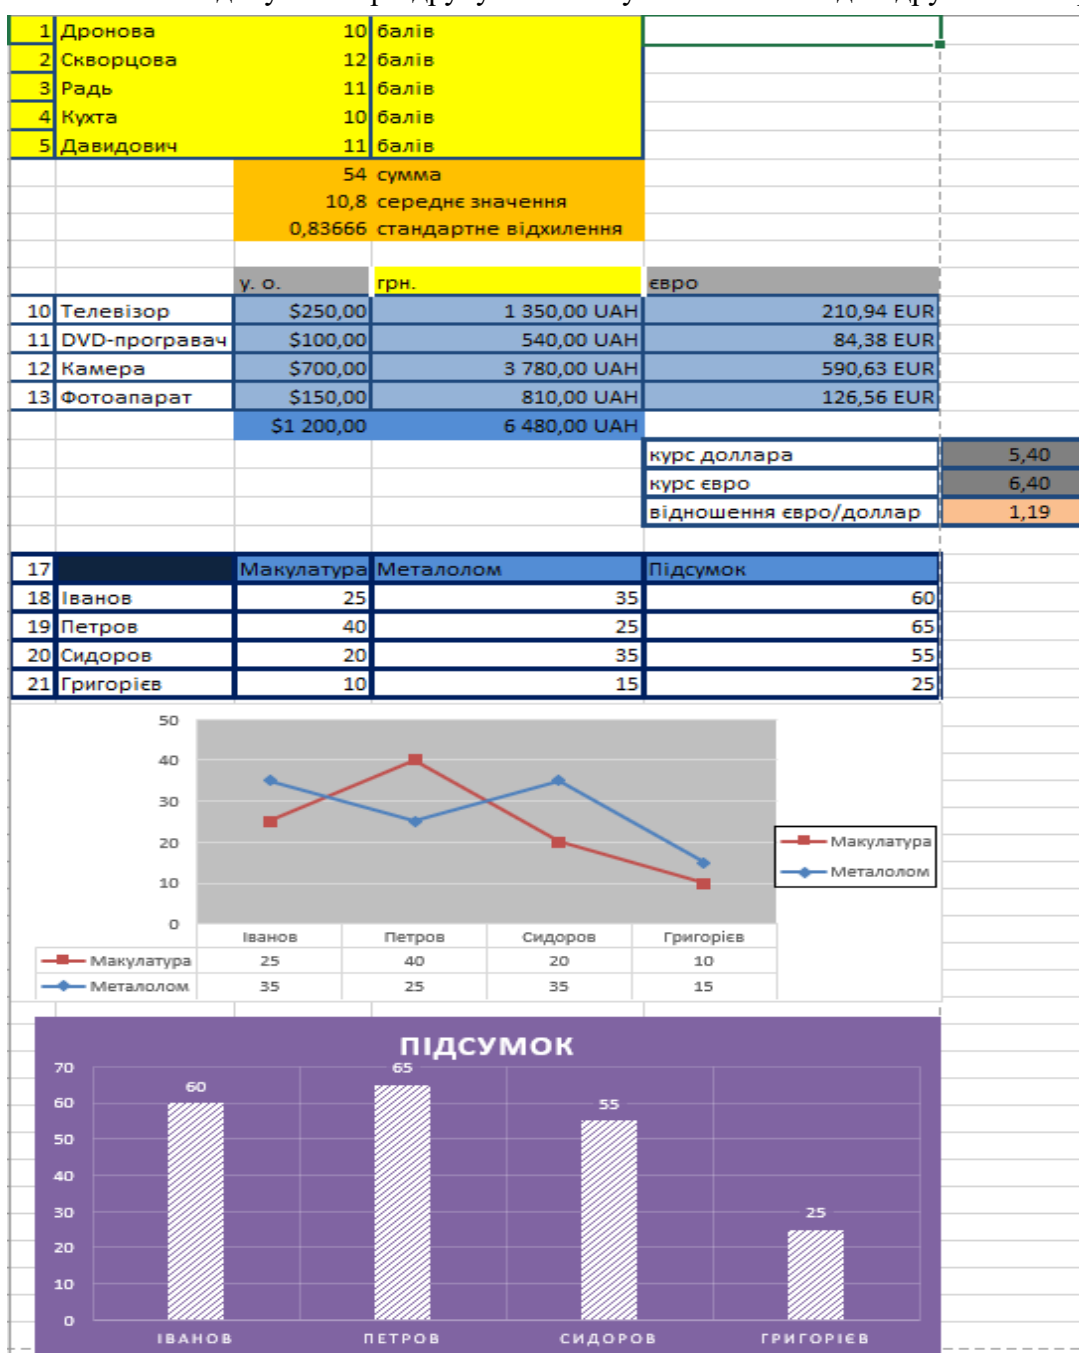 1 Дронова 10 балів
2 Скворцова 12 балів
3 Радь 11 балів
4 Кухта 10 балів
5 Давидович 11 балів
54 сумма
10,8 середнє значення
0,83666 стандартне відхилення
у. о. грн. євро
10 Телевізор $250,00 1 350,00 UAH 210,94 EUR
11 DVD-програвач $100,00 540,00 UAH 84,38 EUR
12 Камера $700,00 3 780,00 UAH 590,63 EUR
13 Фотоапарат $150,00 810,00 UAH 126,56 EUR
$1 200,00 6 480,00 UAH
курс доллара 5,40
курс євро 6,40
відношення євро/доллар 1,19
17 Макулатура Металолом Підсумок
18 Іванов 25 35 60
19 Петров 40 25 65
20 Сидоров 20 35 55
21 Григорієв 10 15 25
50
40
30
20
10
0
Макулатура
Металолом
Іванов Петров Сидоров Григорієв
Макулатура 25 40 20 10
Металолом 35 25 35 15
ПІДСУМОК
70
60
50
40
30
20
10
0
60 65 55 25
ІВАНОВ ПЕТРОВ СИДОРОВ ГРИГОРІЄВ